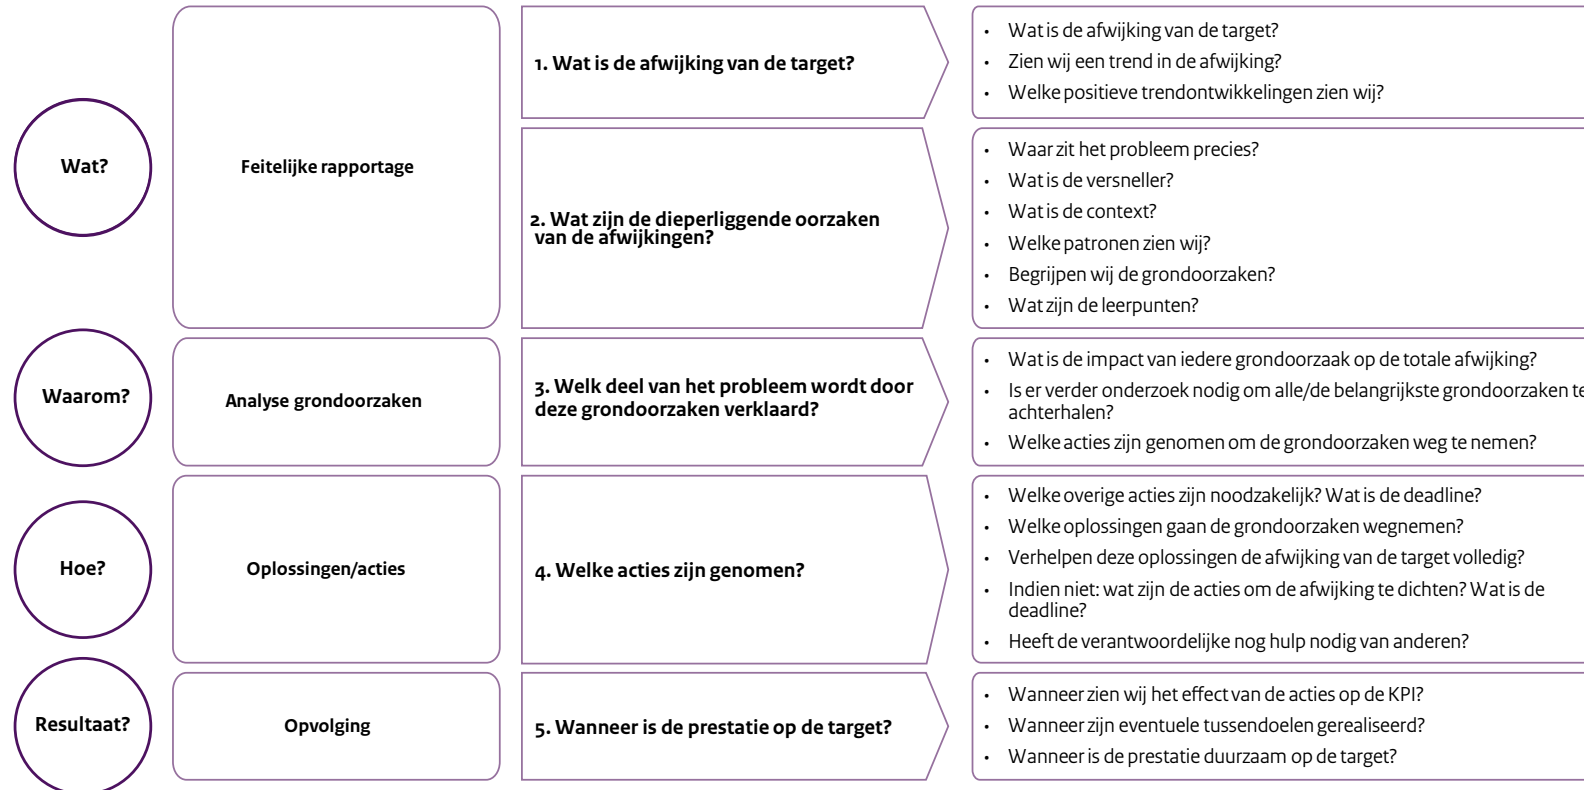 Wat?
Feitelijke rapportage
1. Wat is de afwijking van de target?
• Wat is de afwijking van de target?
• Zien wij een trend in de afwijking?
• Welke positieve trendontwikkelingen zien wij?
2. Wat zijn de dieperliggende oorzaken
van de afwijkingen?
• Waar zit het probleem precies?
• Wat is de versneller?
• Wat is de context?
• Welke patronen zien wij?
• Begrijpen wij de grondoorzaken?
• Wat zijn de leerpunten?
Waarom?
Analyse grondoorzaken
3. Welk deel van het probleem wordt door
deze grondoorzaken verklaard?
• Wat is de impact van iedere grondoorzaak op de totale afwijking?
• Is er verder onderzoek nodig om alle/de belangrijkste grondoorzaken te
achterhalen?
• Welke acties zijn genomen om de grondoorzaken weg te nemen?
Hoe?
Oplossingen/acties
4. Welke acties zijn genomen?
• Welke overige acties zijn noodzakelijk? Wat is de deadline?
• Welke oplossingen gaan de grondoorzaken wegnemen?
• Verhelpen deze oplossingen de afwijking van de target volledig?
• Indien niet: wat zijn de acties om de afwijking te dichten? Wat is de
deadline?
• Heeft de verantwoordelijke nog hulp nodig van anderen?
Resultaat?
Opvolging
5. Wanneer is de prestatie op de target?
• Wanneer zien wij het effect van de acties op de KPI?
• Wanneer zijn eventuele tussendoelen gerealiseerd?
• Wanneer is de prestatie duurzaam op de target?